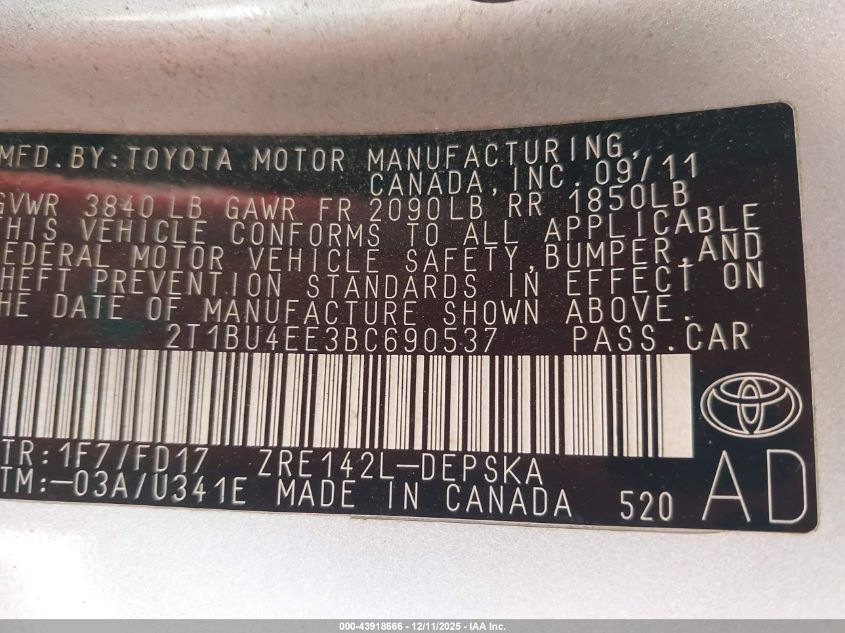 MFD. BY: TOYOTA MOTOR MANUFACTURING,
CANADA, INC. 09/11
GVWR 3840 LB GAWR FR 2090LB RR 1850LB
THIS VEHICLE CONFORMS TO ALL APPLICABLE
FEDERAL MOTOR VEHICLE SAFETY, BUMPER, AND
THEFT PREVENTION STANDARDS IN EFFECT ON
THE DATE OF MANUFACTURE SHOWN ABOVE.
2T1BU4EE3BC690537 PASS. CAR
TR: 1F7/FD17 ZRE142L-DEPSKA
TM: -03A/U341E MADE IN CANADA 520 AD
000-43918666 - 12/11/2025 - IAA Inc.